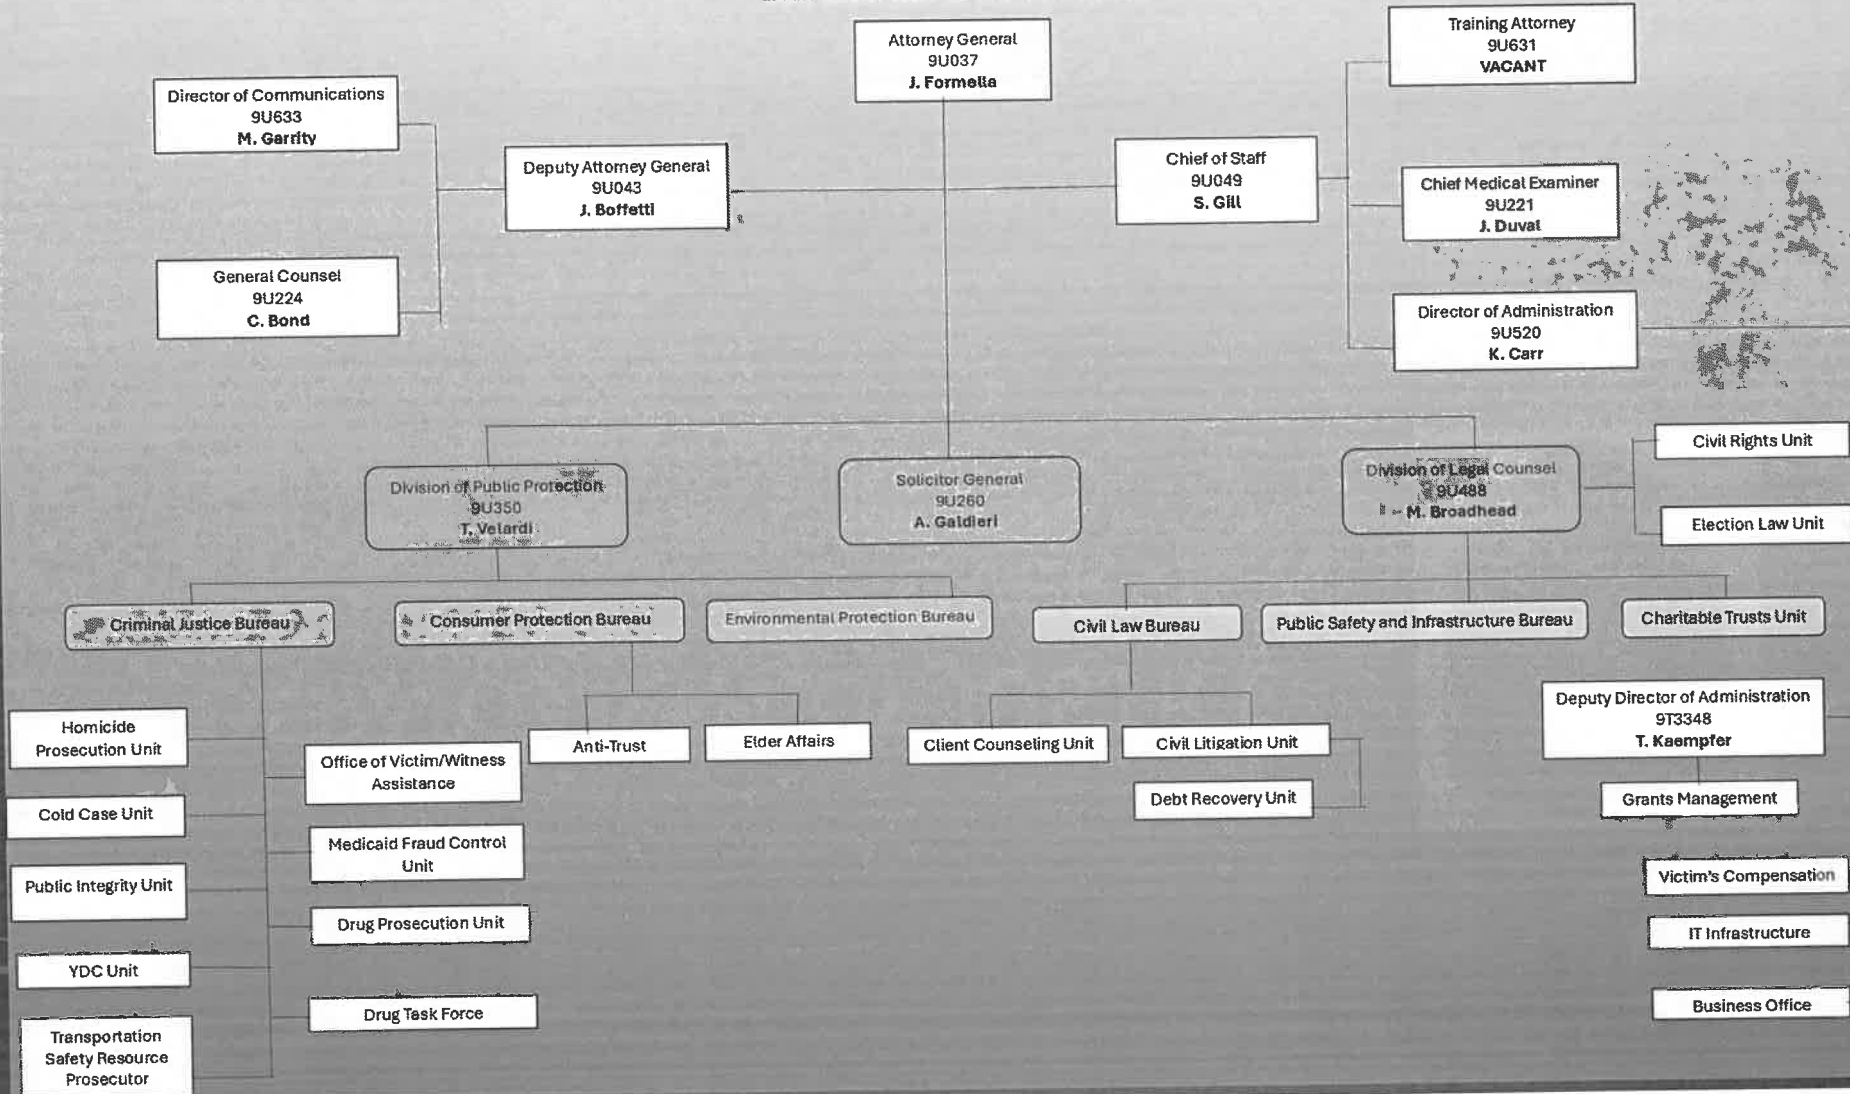 Attorney General
9U037
J. Formella
Training Attorney
9U631
VACANT
Director of Communications
9U633
M. Garrity
Deputy Attorney General
9U043
J. Boffetti
Chief of Staff
9U049
S. Gill
Chief Medical Examiner
9U221
J. Duval
General Counsel
9U224
C. Bond
Director of Administration
9U520
K. Carr
Division of Public Protection
9U350
T. Velardi
Solicitor General
9U260
A. Galdieri
Division of Legal Counsel
9U488
M. Broadhead
Civil Rights Unit
Election Law Unit
Criminal Justice Bureau
Consumer Protection Bureau
Environmental Protection Bureau
Civil Law Bureau
Public Safety and Infrastructure Bureau
Charitable Trusts Unit
Homicide
Prosecution Unit
Cold Case Unit
Public Integrity Unit
YDC Unit
Transportation
Safety Resource
Prosecutor
Office of Victim/Witness
Assistance
Medicaid Fraud Control
Unit
Drug Prosecution Unit
Drug Task Force
Anti-Trust
Elder Affairs
Client Counseling Unit
Civil Litigation Unit
Debt Recovery Unit
Deputy Director of Administration
9T3348
T. Kaempfer
Grants Management
Victim's Compensation
IT Infrastructure
Business Office